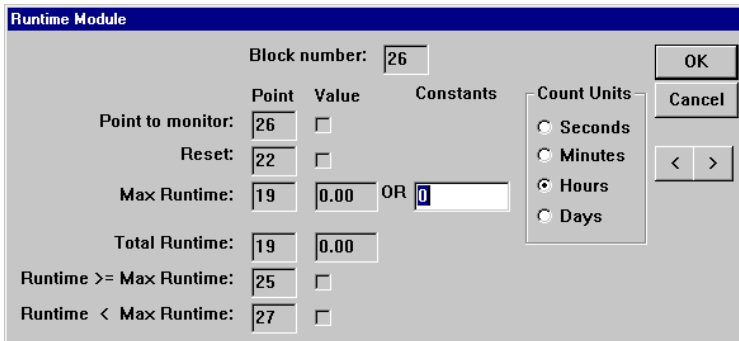 Runtime Module
Block number: 26
OK
Point Value Constants Count Units Cancel
Point to monitor: 26 Seconds
Reset: 22 Minutes < >
Max Runtime: 19 0.00 OR 0 Hours
Days
Total Runtime: 19 0.00
Runtime >= Max Runtime: 25
Runtime < Max Runtime: 27